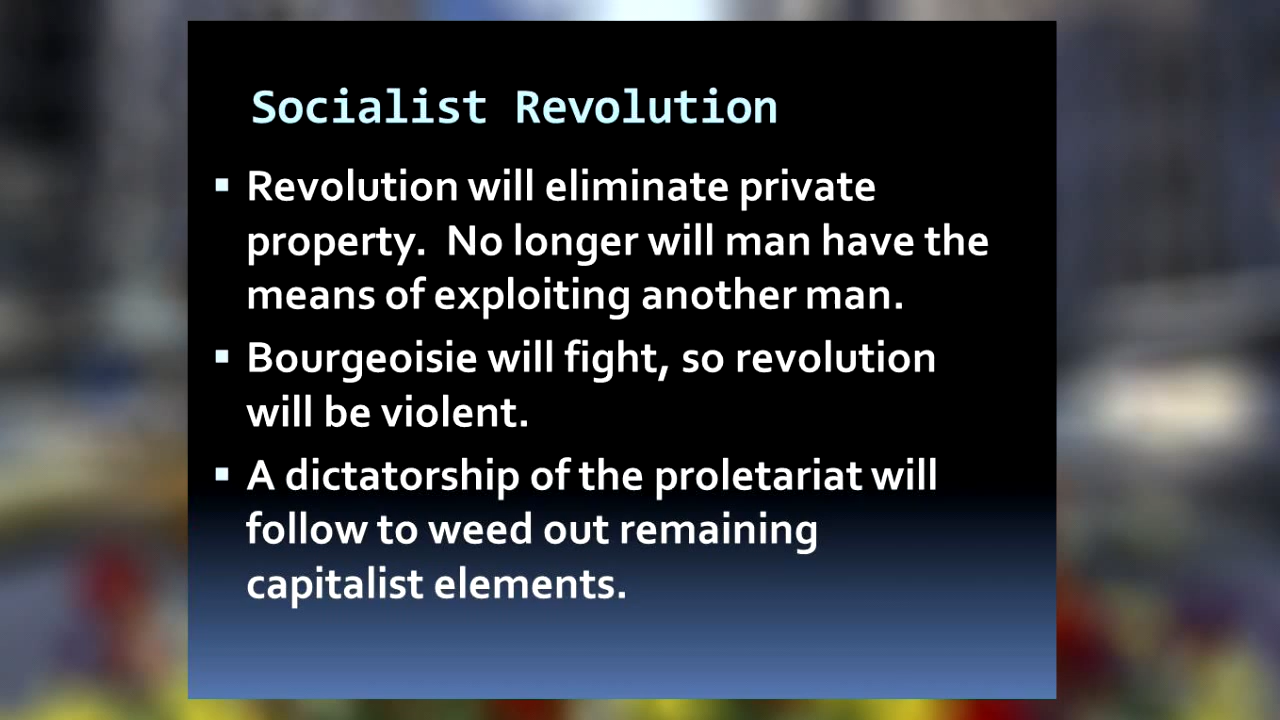 Socialist Revolution
▪ Revolution will eliminate private
property.  No longer will man have the
means of exploiting another man.
▪ Bourgeoisie will fight, so revolution
will be violent.
▪ A dictatorship of the proletariat will
follow to weed out remaining
capitalist elements.